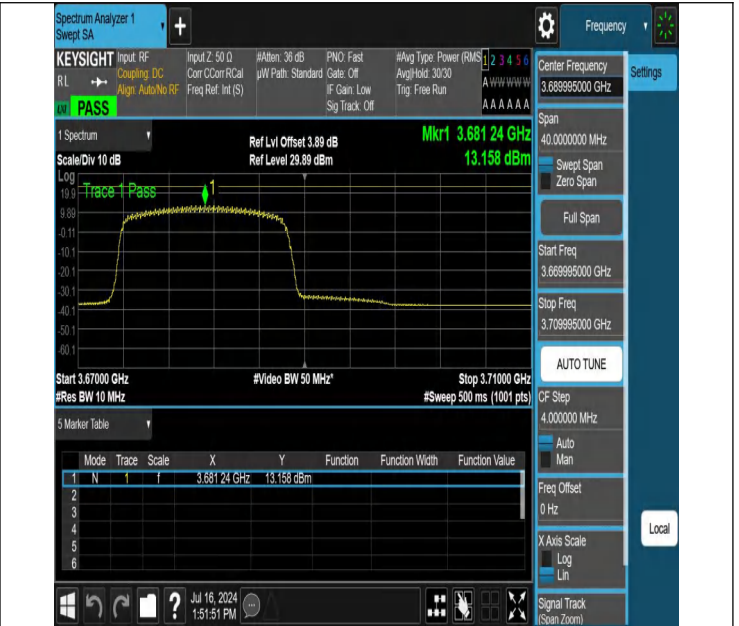 Spectrum Analyzer 1
Swept SA
+
Frequency
KEYSIGHT
RL
LXI
PASS
Input: RF
Coupling: DC
Align: Auto/No RF
Input Z: 50 Ω
Corr CCorr RCal
Freq Ref: Int (S)
#Atten: 36 dB
µW Path: Standard
PNO: Fast
Gate: Off
IF Gain: Low
Sig Track: Off
#Avg Type: Power (RMS
Avg|Hold: 30/30
Trig: Free Run
1 2 3 4 5 6
A W W W W W
A A A A A A
1 Spectrum
Scale/Div 10 dB
Ref Lvl Offset 3.89 dB
Ref Level 29.89 dBm
Mkr1 3.681 24 GHz
13.158 dBm
Log
Trace 1 Pass
1
19.9
9.89
-0.11
-10.1
-20.1
-30.1
-40.1
-50.1
-60.1
Start 3.67000 GHz
#Video BW 50 MHz*
Stop 3.71000 GHz
#Res BW 10 MHz
#Sweep 500 ms (1001 pts)
5 Marker Table
Mode Trace Scale X Y Function Function Width Function Value
1 N 1 f 3.681 24 GHz 13.158 dBm
2
3
4
5
6
Center Frequency
3.689995000 GHz
Settings
Span
40.0000000 MHz
Swept Span
Zero Span
Full Span
Start Freq
3.669995000 GHz
Stop Freq
3.709995000 GHz
AUTO TUNE
CF Step
4.000000 MHz
Auto
Man
Freq Offset
0 Hz
Local
X Axis Scale
Log
Lin
Signal Track
(Span Zoom)
?
Jul 16, 2024
1:51:51 PM